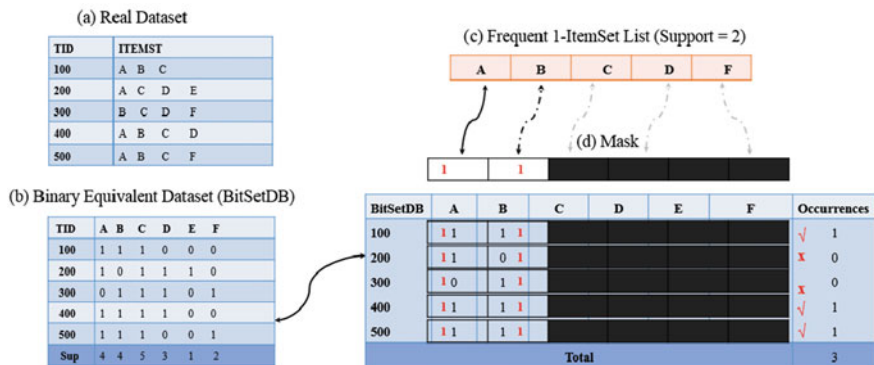 (a) Real Dataset
TID ITEMST
100 A B C
200 A C D E
300 B C D F
400 A B C D
500 A B C F
(b) Binary Equivalent Dataset (BitSetDB)
TID A B C D E F
100 1 1 1 0 0 0
200 1 0 1 1 1 0
300 0 1 1 1 0 1
400 1 1 1 1 0 0
500 1 1 1 0 0 1
Sup 4 4 5 3 1 2
(c) Frequent 1-ItemSet List (Support = 2)
A B C D F
(d) Mask
1 1
BitSetDB A B C D E F Occurrences
100 1 1 1 1 √ 1
200 1 1 0 1 x 0
300 1 0 1 1 x 0
400 1 1 1 1 √ 1
500 1 1 1 1 √ 1
Total 3